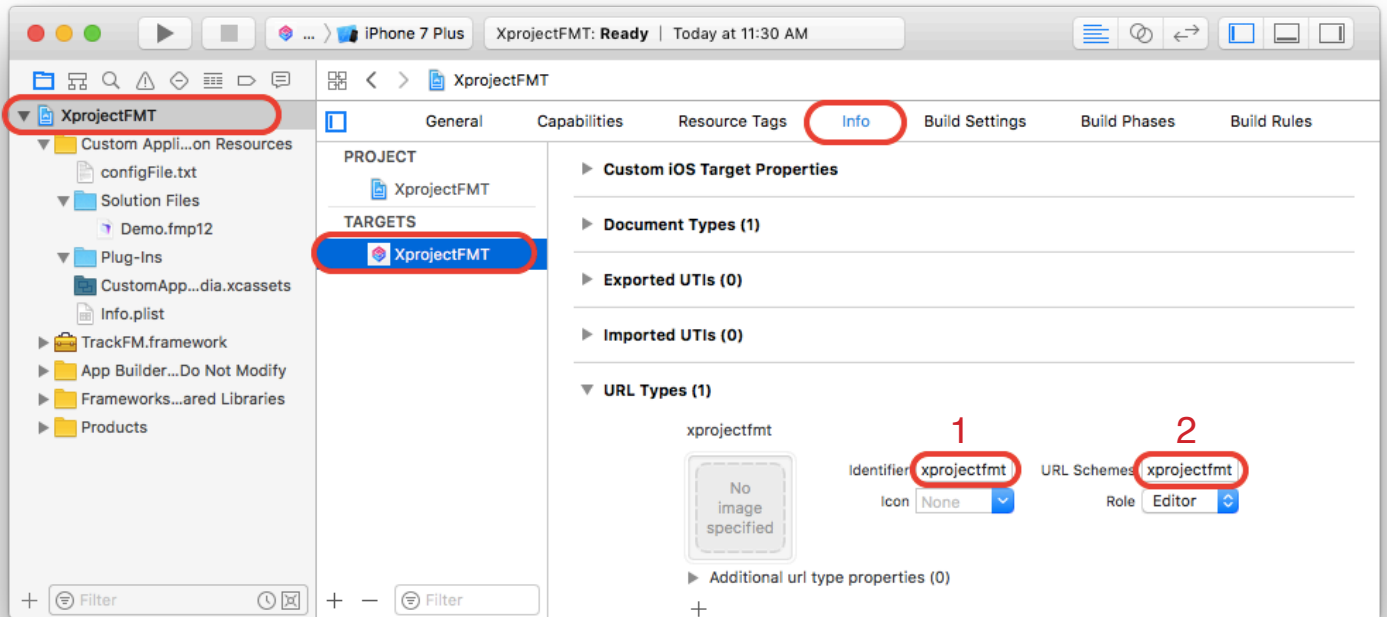 ... iPhone 7 Plus
XprojectFMT: Ready | Today at 11:30 AM
XprojectFMT
XprojectFMT
Custom Appli...on Resources
configFile.txt
Solution Files
Demo.fmp12
Plug-Ins
CustomApp...dia.xcassets
Info.plist
TrackFM.framework
App Builder...Do Not Modify
Frameworks...ared Libraries
Products
Filter
General Capabilities Resource Tags Info Build Settings Build Phases Build Rules
PROJECT
XprojectFMT
TARGETS
XprojectFMT
Filter
Custom iOS Target Properties
Document Types (1)
Exported UTIs (0)
Imported UTIs (0)
URL Types (1)
xprojectfmt
No
image
specified
1 2
Identifier xprojectfmt URL Schemes xprojectfmt
Icon None Role Editor
Additional url type properties (0)